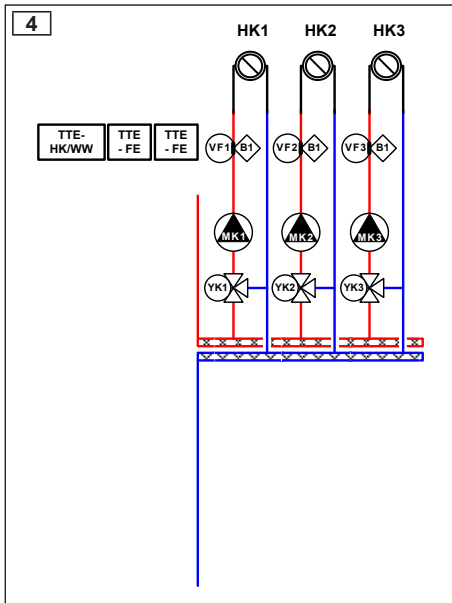 4
HK1 HK2 HK3
TTE-
HK/WW
TTE
- FE
TTE
- FE
VF1 B1 VF2 B1 VF3 B1
MK1 MK2 MK3
YK1 YK2 YK3